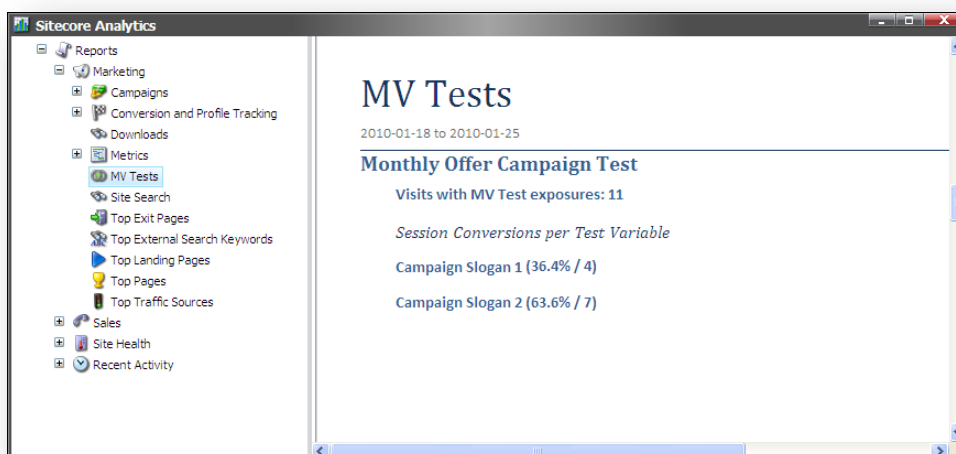 Sitecore Analytics
Reports
Marketing
Campaigns
Conversion and Profile Tracking
Downloads
Metrics
MV Tests
Site Search
Top Exit Pages
Top External Search Keywords
Top Landing Pages
Top Pages
Top Traffic Sources
Sales
Site Health
Recent Activity
MV Tests
2010-01-18 to 2010-01-25
Monthly Offer Campaign Test
Visits with MV Test exposures: 11
Session Conversions per Test Variable
Campaign Slogan 1 (36.4% / 4)
Campaign Slogan 2 (63.6% / 7)